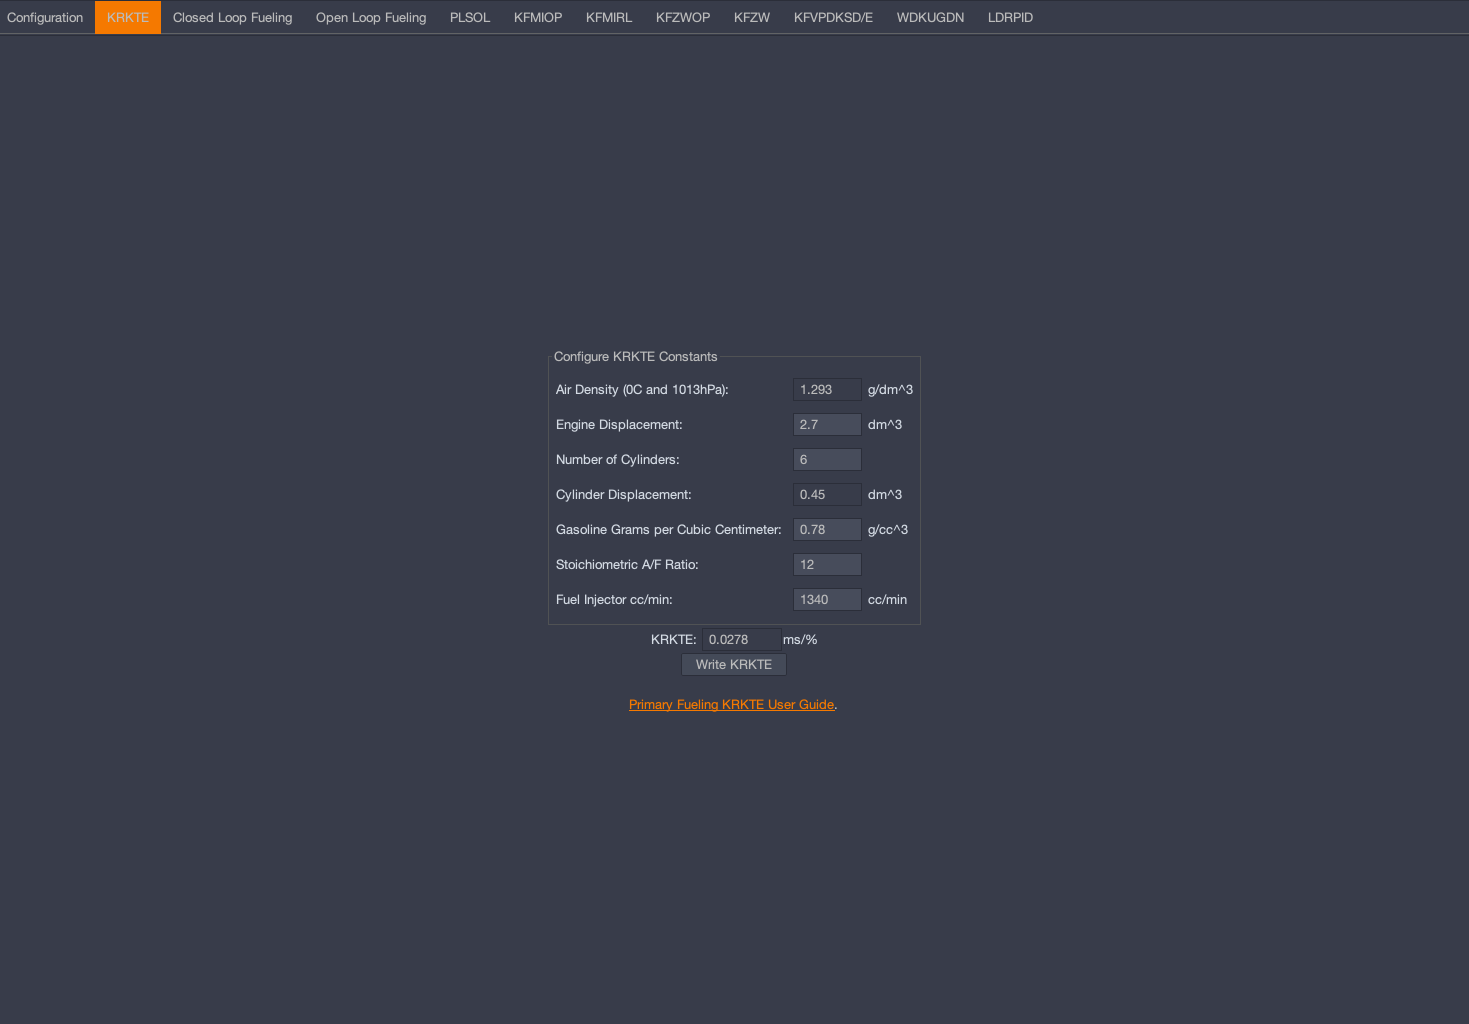 Configuration KRKTE Closed Loop Fueling Open Loop Fueling PLSOL KFMIOP KFMIRL KFZWOP KFZW KFVPDKSD/E WDKUGDN LDRPID
Configure KRKTE Constants
Air Density (0C and 1013hPa): 1.293 g/dm^3
Engine Displacement: 2.7 dm^3
Number of Cylinders: 6
Cylinder Displacement: 0.45 dm^3
Gasoline Grams per Cubic Centimeter: 0.78 g/cc^3
Stoichiometric A/F Ratio: 12
Fuel Injector cc/min: 1340 cc/min
KRKTE: 0.0278 ms/%
Write KRKTE
Primary Fueling KRKTE User Guide.